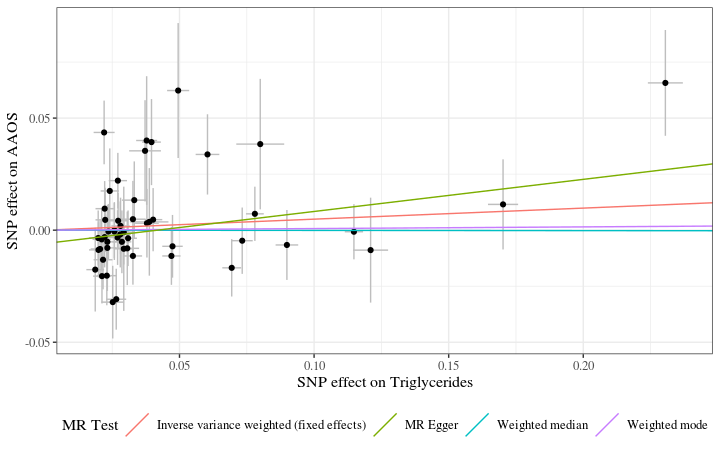 SNP effect on AAOS
0.05
0.00
-0.05
0.05
0.10
0.15
0.20
SNP effect on Triglycerides
MR Test
Inverse variance weighted (fixed effects)
MR Egger
Weighted median
Weighted mode